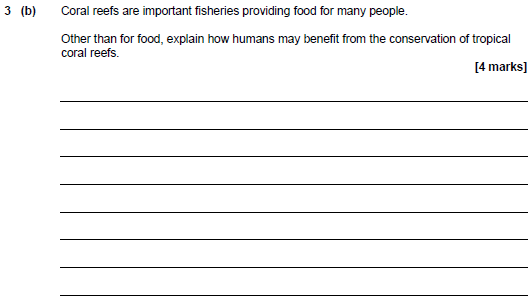 3 (b) Coral reefs are important fisheries providing food for many people.
Other than for food, explain how humans may benefit from the conservation of tropical
coral reefs.
[4 marks]